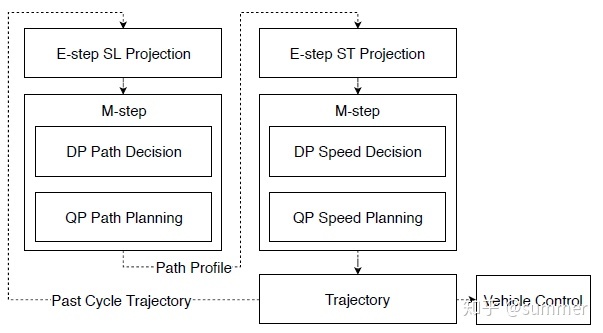 E-step SL Projection
M-step
DP Path Decision
QP Path Planning
Path Profile
E-step ST Projection
M-step
DP Speed Decision
QP Speed Planning
Past Cycle Trajectory
Trajectory
Vehicle Control
知乎 @summer